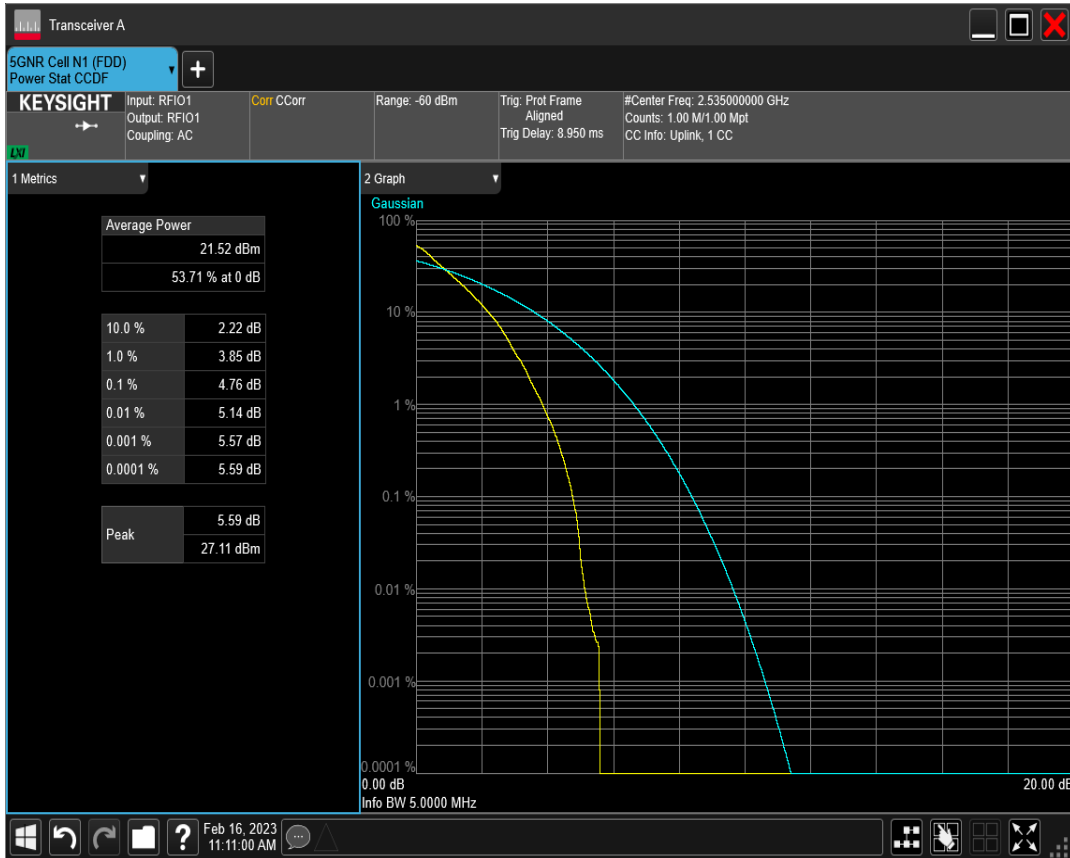 Transceiver A
5GNR Cell N1 (FDD)
Power Stat CCDF
+
KEYSIGHT
LXI
Input: RFIO1
Output: RFIO1
Coupling: AC
Corr CCorr
Range: -60 dBm
Trig: Prot Frame
Aligned
Trig Delay: 8.950 ms
#Center Freq: 2.535000000 GHz
Counts: 1.00 M/1.00 Mpt
CC Info: Uplink, 1 CC
1 Metrics
Average Power
21.52 dBm
53.71 % at 0 dB
10.0 % 2.22 dB
1.0 % 3.85 dB
0.1 % 4.76 dB
0.01 % 5.14 dB
0.001 % 5.57 dB
0.0001 % 5.59 dB
Peak
5.59 dB
27.11 dBm
2 Graph
Gaussian
100 %
10 %
1 %
0.1 %
0.01 %
0.001 %
0.0001 %
0.00 dB 20.00 dB
Info BW 5.0000 MHz
?
Feb 16, 2023
11:11:00 AM